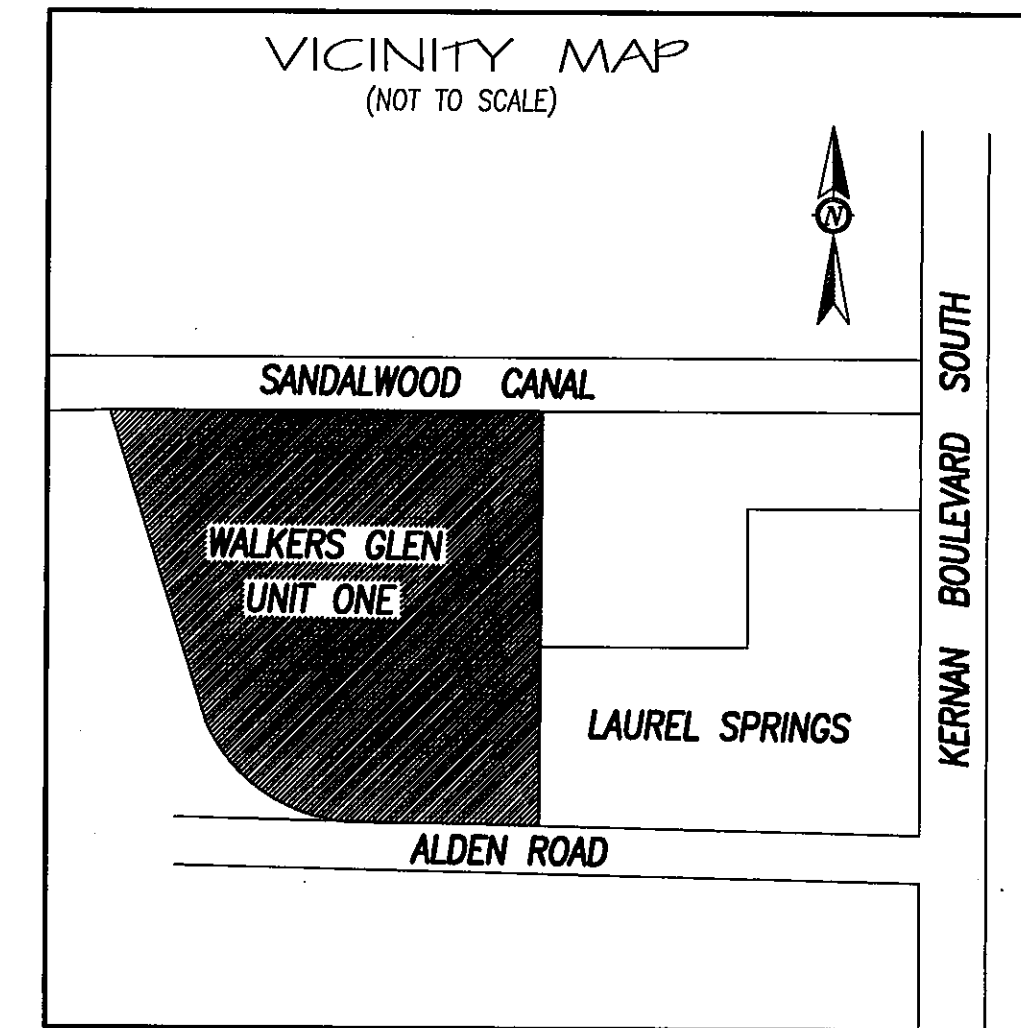 VICINITY MAP
(NOT TO SCALE)
N
SANDALWOOD CANAL
WALKERS GLEN
UNIT ONE
LAUREL SPRINGS
KERNAN BOULEVARD SOUTH
ALDEN ROAD